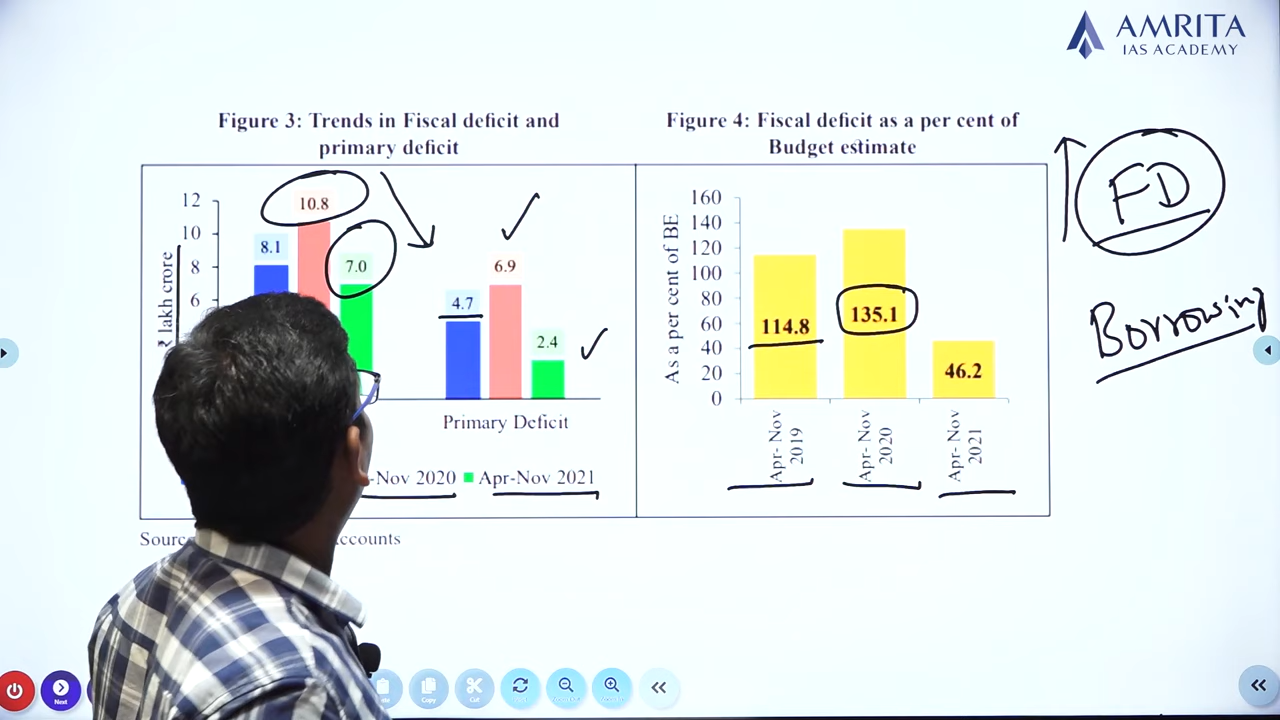 AMRITA
IAS ACADEMY
Figure 3: Trends in Fiscal deficit and
primary deficit
12
10
8
6
₹ lakh crore
8.1
10.8
7.0
4.7
6.9
2.4
Primary Deficit
-Nov 2020 Apr-Nov 2021
Figure 4: Fiscal deficit as a per cent of
Budget estimate
As a per cent of BE
160
140
120
100
80
60
40
20
0
114.8
135.1
46.2
Apr- Nov
2019
Apr- Nov
2020
Apr- Nov
2021
FD
Borrowing
Next
Copy
Cut